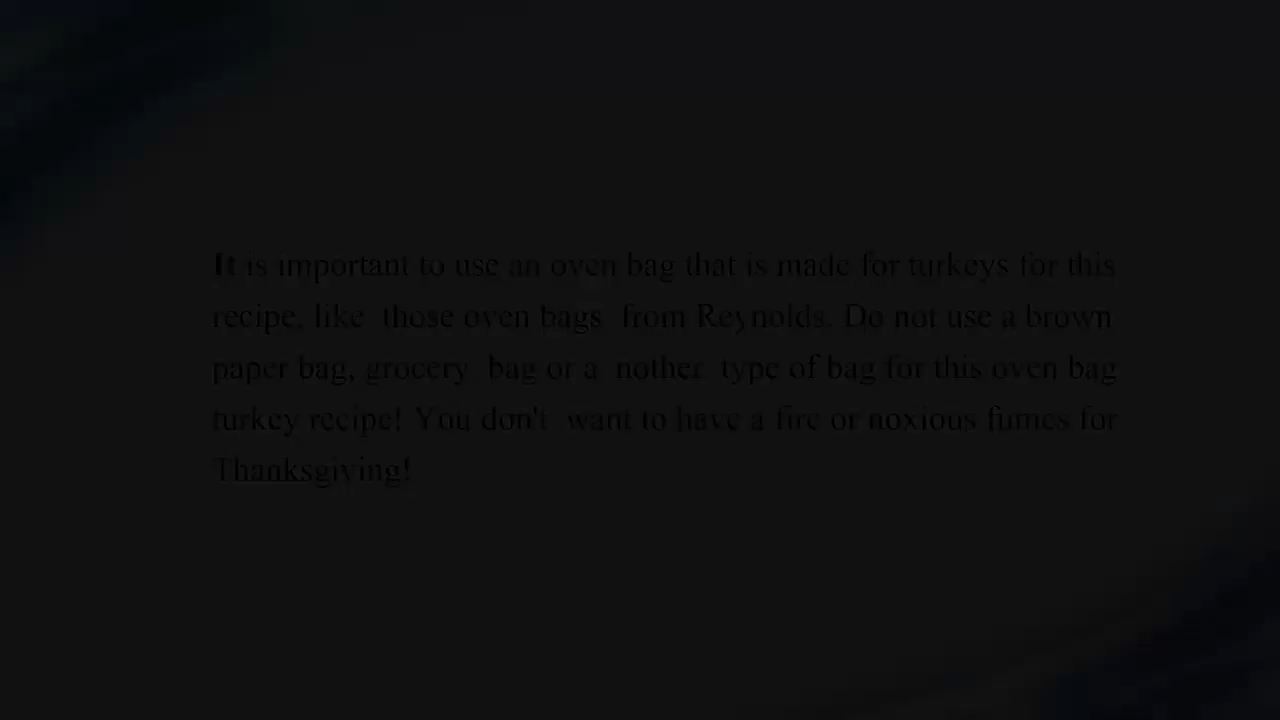 It is important to use an oven bag that is made for turkeys for this
recipe, like those oven bags from Reynolds. Do not use a brown
paper bag, grocery bag or a nother type of bag for this oven bag
turkey recipe! You don't want to have a fire or noxious fumes for
Thanksgiving!